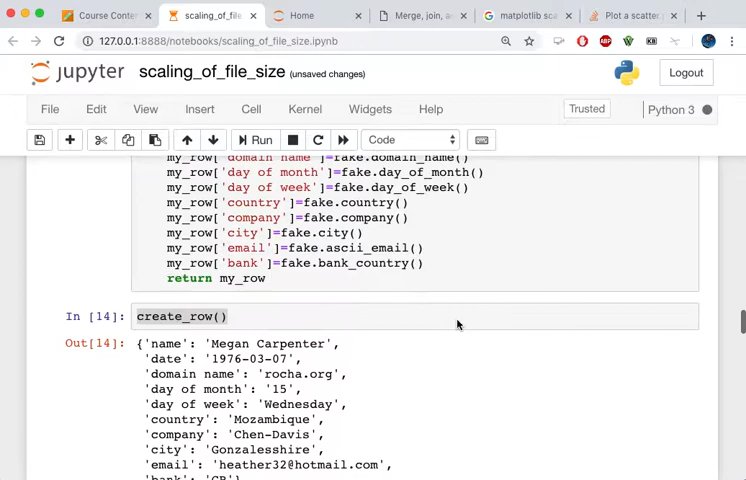 Course Conten
scaling_of_file
Home
Merge, join, a
matplotlib sca
Plot a scatter
127.0.0.1:8888/notebooks/scaling_of_file_size.ipynb
ABP
jupyter scaling_of_file_size (unsaved changes)
Logout
File Edit View Insert Cell Kernel Widgets Help
Trusted
Python 3
Run
Code
my_row['domain name']=fake.domain_name()
my_row['day of month']=fake.day_of_month()
my_row['day of week']=fake.day_of_week()
my_row['country']=fake.country()
my_row['company']=fake.company()
my_row['city']=fake.city()
my_row['email']=fake.ascii_email()
my_row['bank']=fake.bank_country()
return my_row
In [14]: create_row()
Out[14]: {'name': 'Megan Carpenter',
'date': '1976-03-07',
'domain name': 'rocha.org',
'day of month': '15',
'day of week': 'Wednesday',
'country': 'Mozambique',
'company': 'Chen-Davis',
'city': 'Gonzalesshire',
'email': 'heather32@hotmail.com',
'bank': 'GB'}